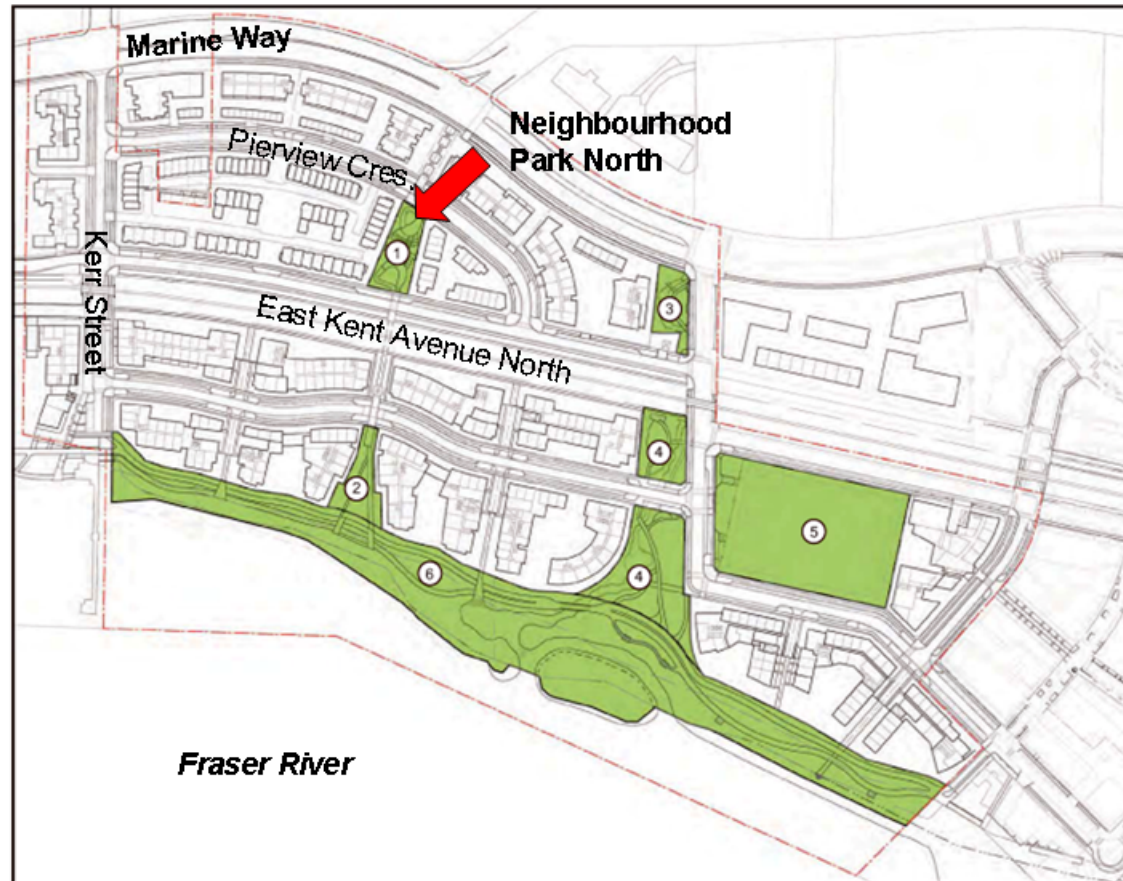 Marine Way
Neighbourhood
Park North
Pierview Cres.
Kerr Street
1
3
East Kent Avenue North
4
2
5
6
4
Fraser River